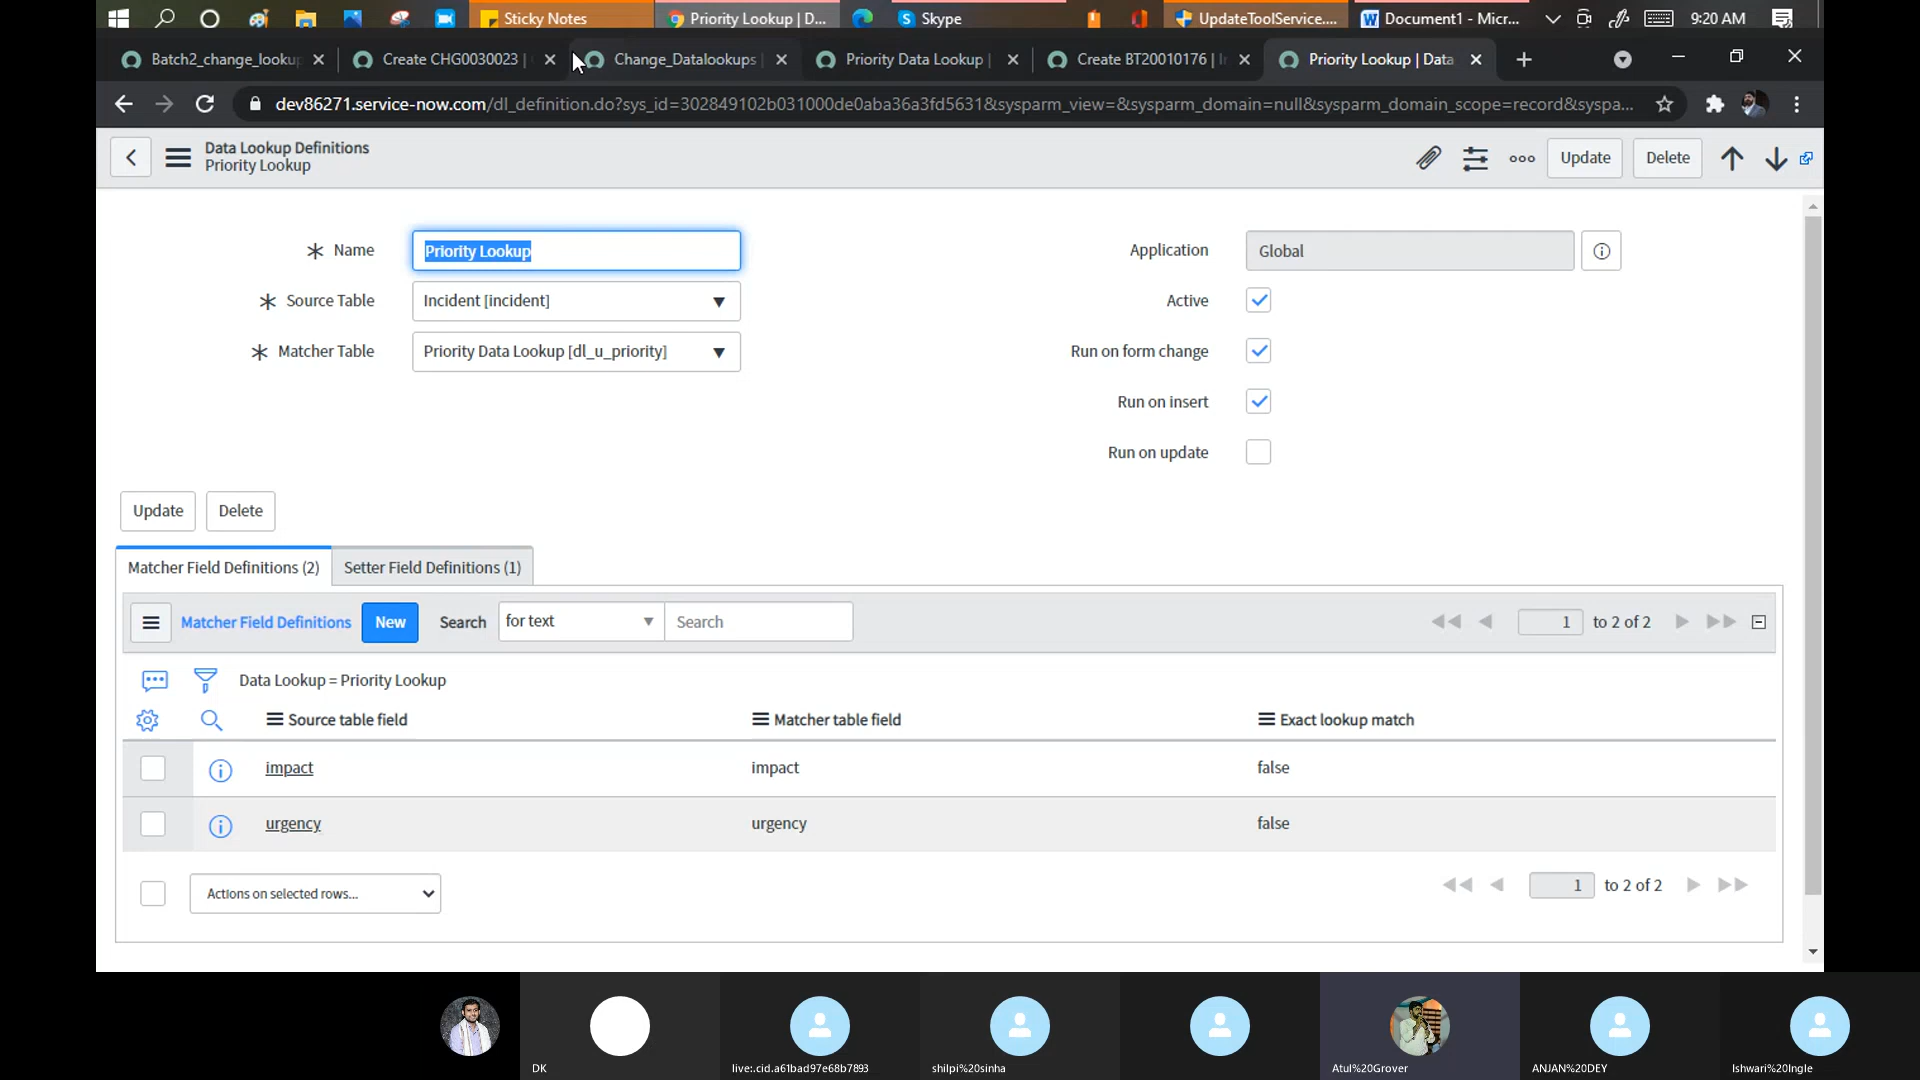 Sticky Notes
Priority Lookup | D...
Skype
UpdateToolService....
Document1 - Micr...
9:20 AM
Batch2_change_looku
Create CHG0030023 |
Change_Datalookups
Priority Data Lookup |
Create BT20010176 | I
Priority Lookup | Data
dev86271.service-now.com/dl_definition.do?sys_id=302849102b031000de0aba36a3fd5631&sysparm_view=&sysparm_domain=null&sysparm_domain_scope=record&syspa...
Data Lookup Definitions
Priority Lookup
Update
Delete
Name
Priority Lookup
Application
Global
Source Table
Incident [incident]
Active
Matcher Table
Priority Data Lookup [dl_u_priority]
Run on form change
Run on insert
Run on update
Update
Delete
Matcher Field Definitions (2)
Setter Field Definitions (1)
Matcher Field Definitions
New
Search
for text
Search
1
to 2 of 2
Data Lookup = Priority Lookup
Source table field
Matcher table field
Exact lookup match
impact
impact
false
urgency
urgency
false
Actions on selected rows...
1
to 2 of 2
DK
live:.cid.a61bad97e68b7893
shilpi%20sinha
Atul%20Grover
ANJAN%20DEY
Ishwari%20Ingle